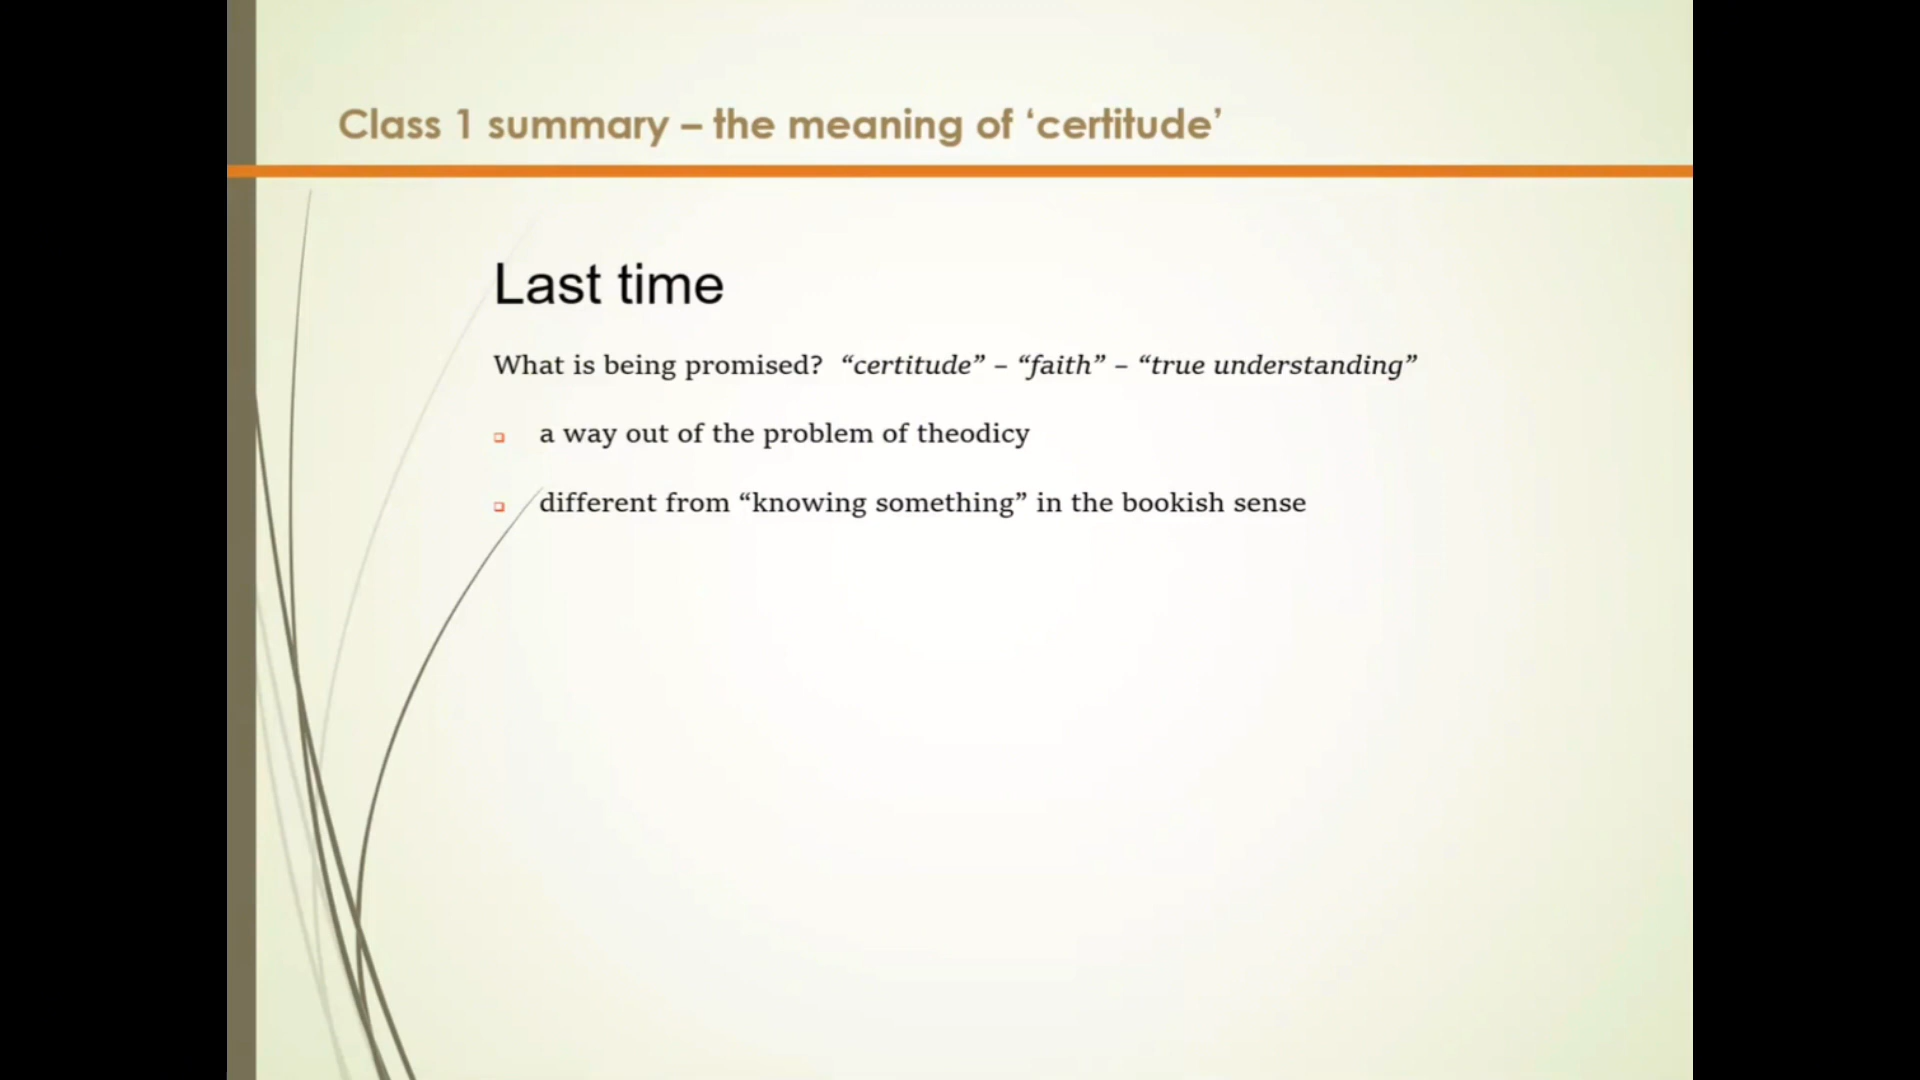 Class 1 summary – the meaning of ‘certitude’
Last time
What is being promised? “certitude” – “faith” – “true understanding”
a way out of the problem of theodicy
different from “knowing something” in the bookish sense